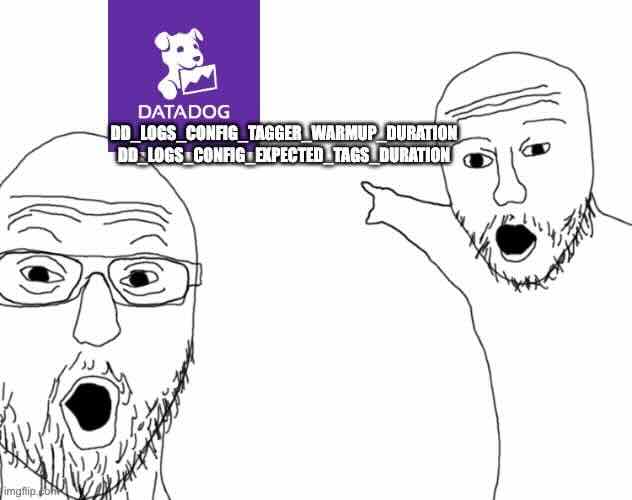 DATADOG
DD_LOGS_CONFIG_TAGGER_WARMUP_DURATION
DD_LOGS_CONFIG_EXPECTED_TAGS_DURATION
imgflip.com